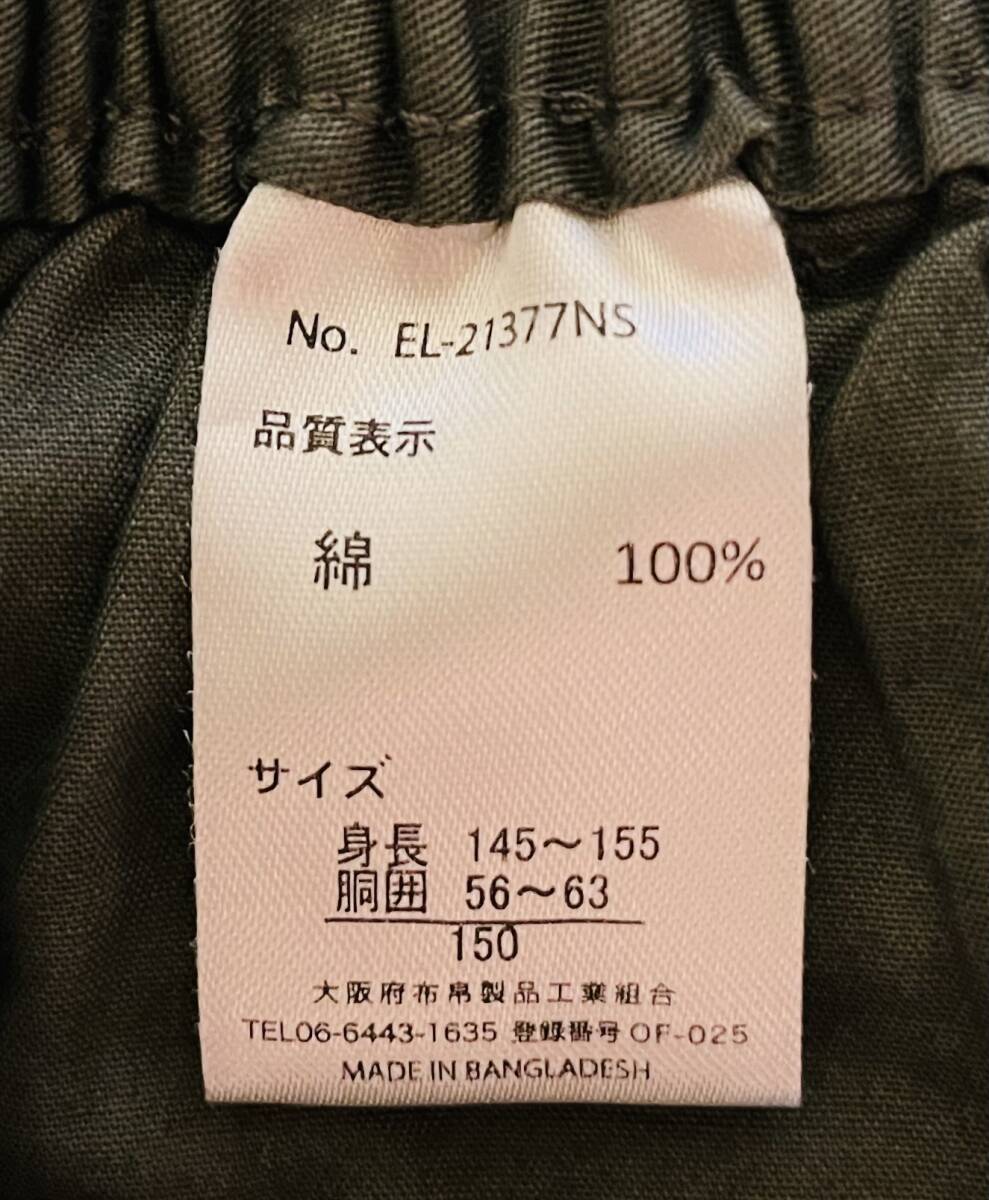 No. EL-21377NS
品質表示
綿 100%
サイズ
身長 145～155
胴囲 56～63
150
大阪府布帛製品工業組合
TEL06-6443-1635 登録番号OF-025
MADE IN BANGLADESH